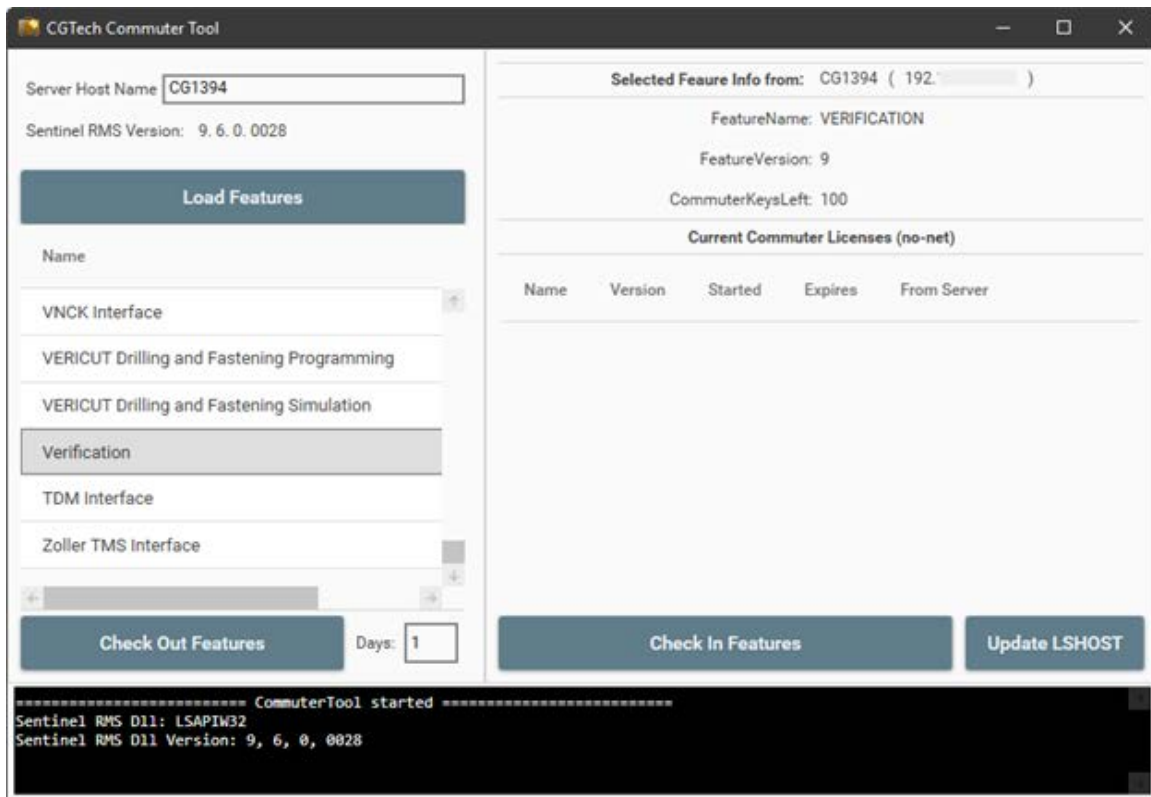 CGTech Commuter Tool
Server Host Name CG1394
Sentinel RMS Version: 9. 6. 0. 0028
Load Features
Name
VNCK Interface
VERICUT Drilling and Fastening Programming
VERICUT Drilling and Fastening Simulation
Verification
TDM Interface
Zoller TMS Interface
Check Out Features Days: 1
Selected Feaure Info from: CG1394 ( 192. )
FeatureName: VERIFICATION
FeatureVersion: 9
CommuterKeysLeft: 100
Current Commuter Licenses (no-net)
Name Version Started Expires From Server
Check In Features Update LSHOST
========================== CommuterTool started ==========================
Sentinel RMS Dll: LSAPIW32
Sentinel RMS Dll Version: 9, 6, 0, 0028